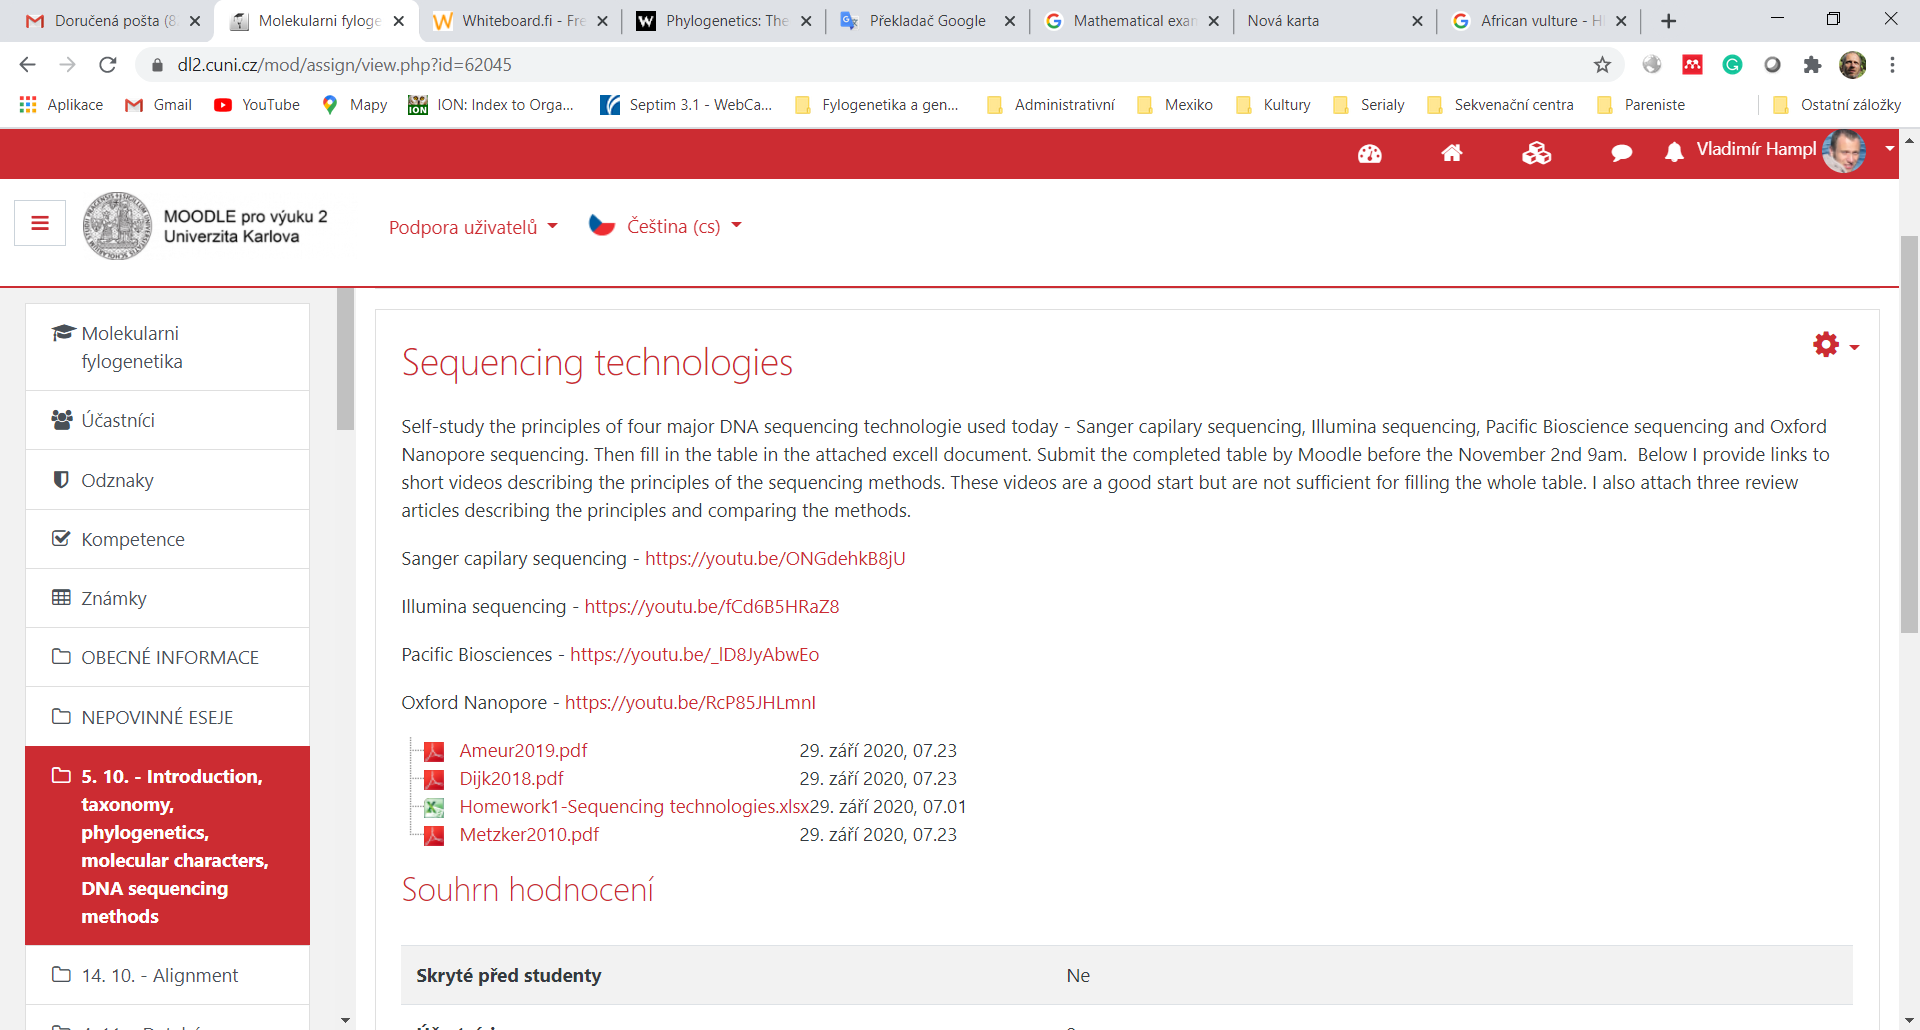 Doručená pošta (8
Molekularni fyloge
Whiteboard.fi - Fre
Phylogenetics: The
Překladač Google
Mathematical exan
Nová karta
African vulture - Hl
dl2.cuni.cz/mod/assign/view.php?id=62045
Aplikace
Gmail
YouTube
Mapy
ION: Index to Orga...
Septim 3.1 - WebCa...
Fylogenetika a gen...
Administrativní
Mexiko
Kultury
Serialy
Sekvenační centra
Pareniste
Ostatní záložky
Vladimír Hampl
MOODLE pro výuku 2
Univerzita Karlova
Podpora uživatelů
Čeština (cs)
Molekularni
fylogenetika
Účastníci
Odznaky
Kompetence
Známky
OBECNÉ INFORMACE
NEPOVINNÉ ESEJE
5. 10. - Introduction,
taxonomy,
phylogenetics,
molecular characters,
DNA sequencing
methods
14. 10. - Alignment
Sequencing technologies
Self-study the principles of four major DNA sequencing technologie used today - Sanger capilary sequencing, Illumina sequencing, Pacific Bioscience sequencing and Oxford
Nanopore sequencing. Then fill in the table in the attached excell document. Submit the completed table by Moodle before the November 2nd 9am.  Below I provide links to
short videos describing the principles of the sequencing methods. These videos are a good start but are not sufficient for filling the whole table. I also attach three review
articles describing the principles and comparing the methods.
Sanger capilary sequencing - https://youtu.be/ONGdehkB8jU
Illumina sequencing - https://youtu.be/fCd6B5HRaZ8
Pacific Biosciences - https://youtu.be/_lD8JyAbwEo
Oxford Nanopore - https://youtu.be/RcP85JHLmnI
Ameur2019.pdf 29. září 2020, 07.23
Dijk2018.pdf 29. září 2020, 07.23
Homework1-Sequencing technologies.xlsx29. září 2020, 07.01
Metzker2010.pdf 29. září 2020, 07.23
Souhrn hodnocení
Skryté před studenty Ne